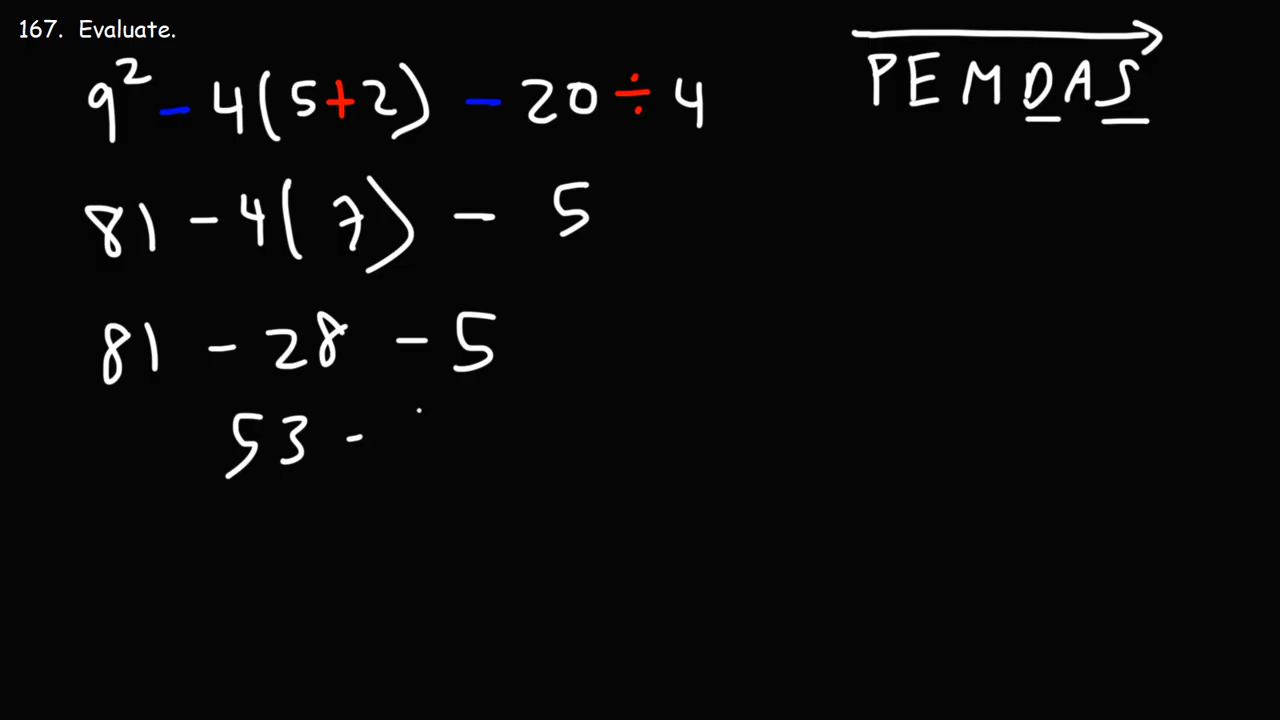 167. Evaluate.
PEMDAS
9² - 4(5+2) - 20 ÷ 4
81 - 4(7) - 5
81 - 28 - 5
53 -